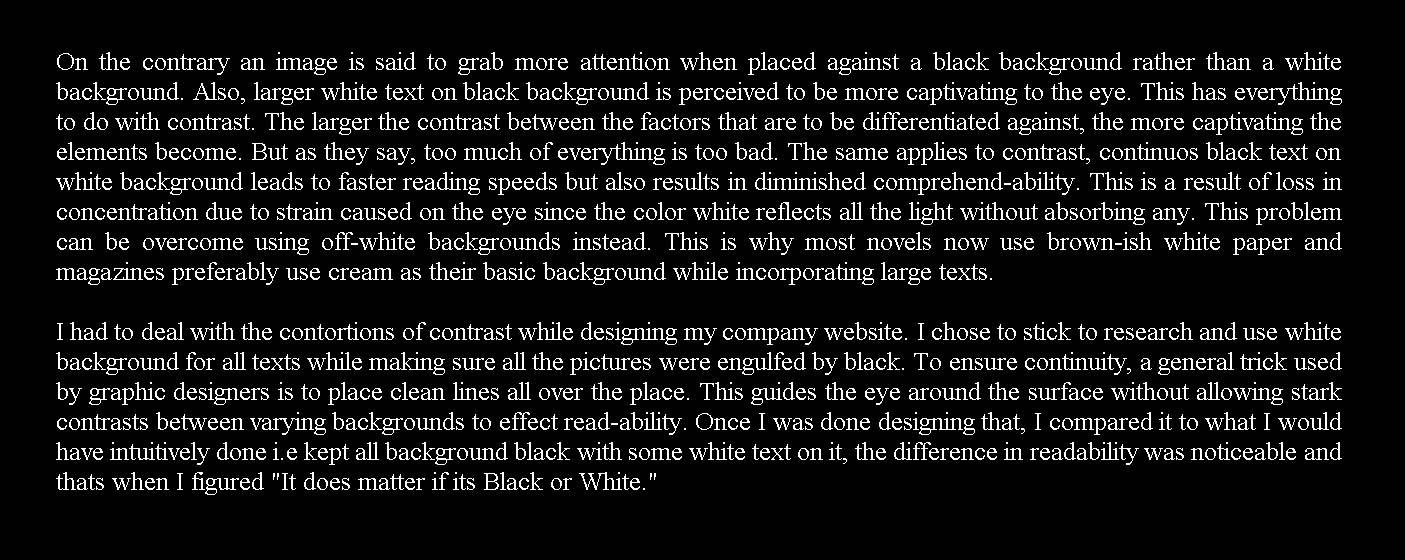 On the contrary an image is said to grab more attention when placed against a black background rather than a white
background. Also, larger white text on black background is perceived to be more captivating to the eye. This has everything
to do with contrast. The larger the contrast between the factors that are to be differentiated against, the more captivating the
elements become. But as they say, too much of everything is too bad. The same applies to contrast, continuos black text on
white background leads to faster reading speeds but also results in diminished comprehend-ability. This is a result of loss in
concentration due to strain caused on the eye since the color white reflects all the light without absorbing any. This problem
can be overcome using off-white backgrounds instead. This is why most novels now use brown-ish white paper and
magazines preferably use cream as their basic background while incorporating large texts.
I had to deal with the contortions of contrast while designing my company website. I chose to stick to research and use white
background for all texts while making sure all the pictures were engulfed by black. To ensure continuity, a general trick used
by graphic designers is to place clean lines all over the place. This guides the eye around the surface without allowing stark
contrasts between varying backgrounds to effect read-ability. Once I was done designing that, I compared it to what I would
have intuitively done i.e kept all background black with some white text on it, the difference in readability was noticeable and
thats when I figured "It does matter if its Black or White."